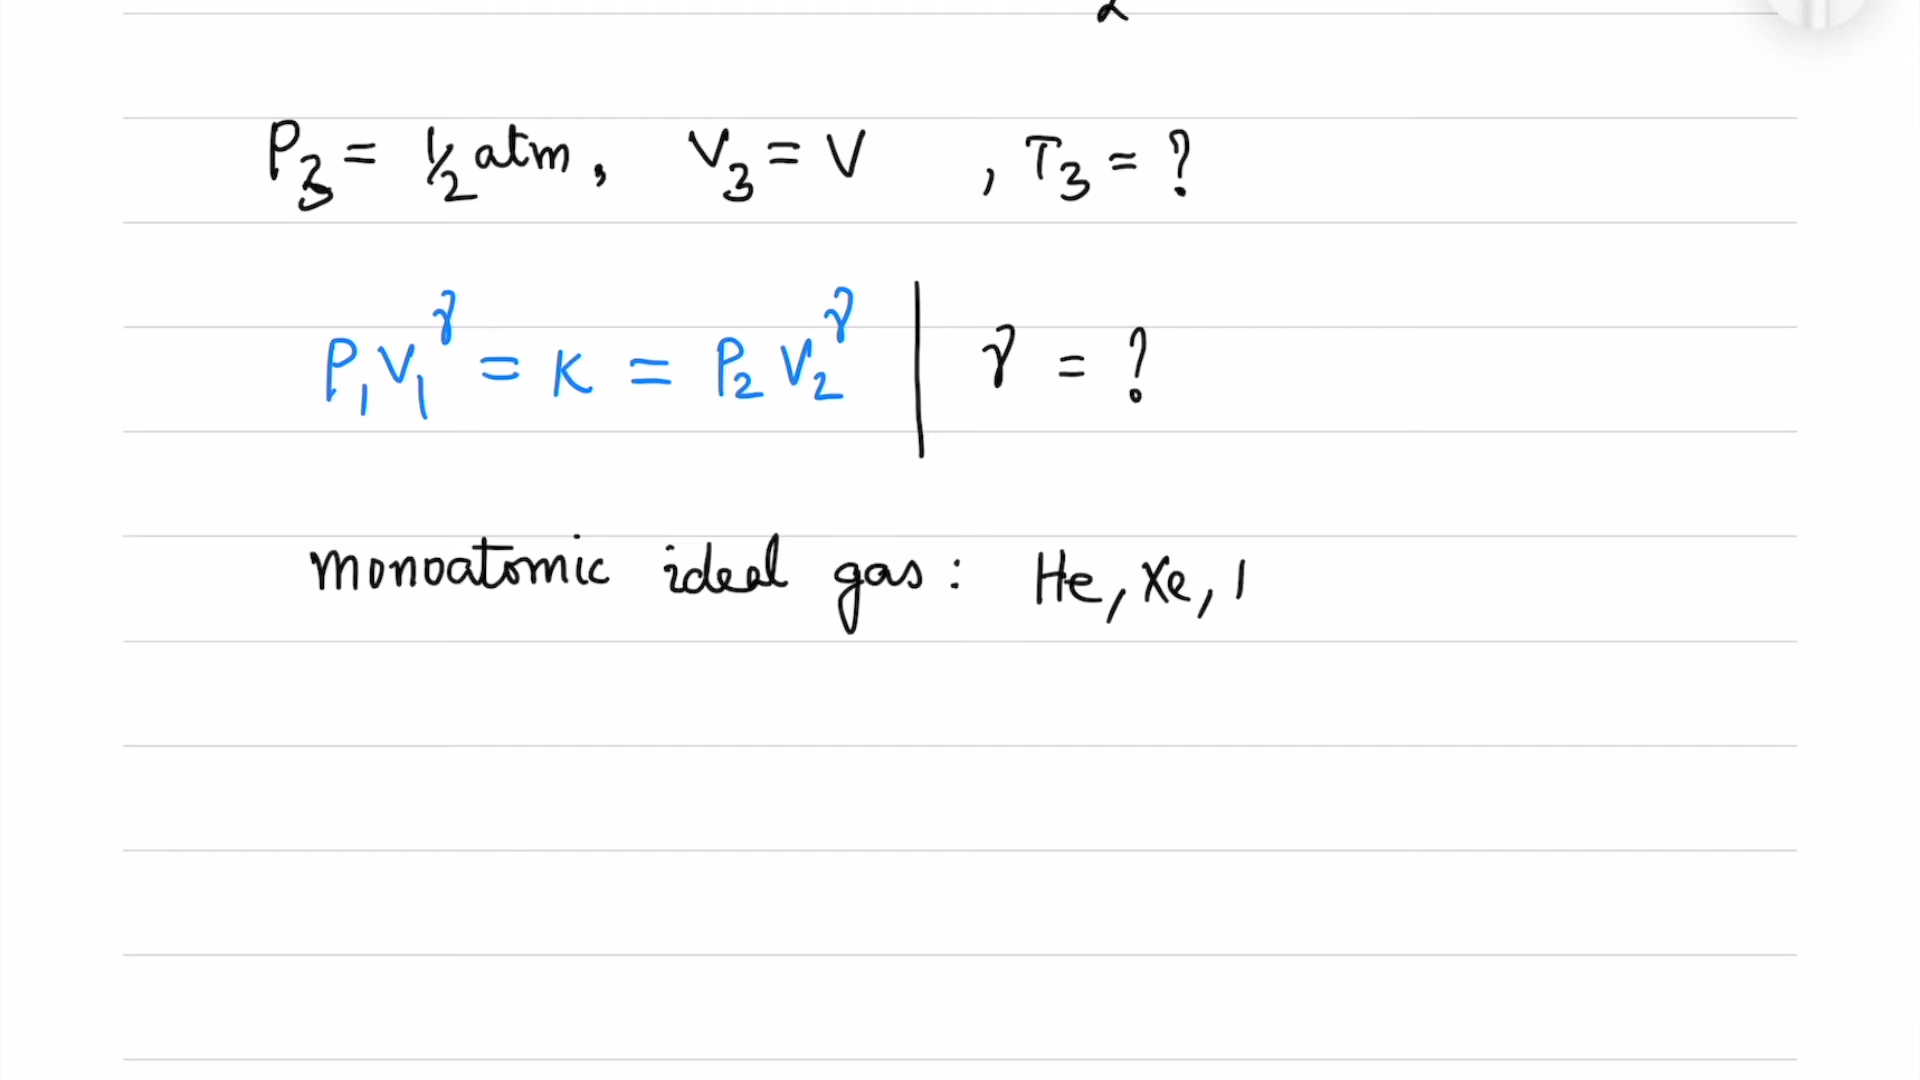 P₃ = ½ atm, V₃ = V , T₃ = ?
P₁V₁^γ = K = P₂V₂^γ | γ = ?
monoatomic ideal gas : He, Xe,